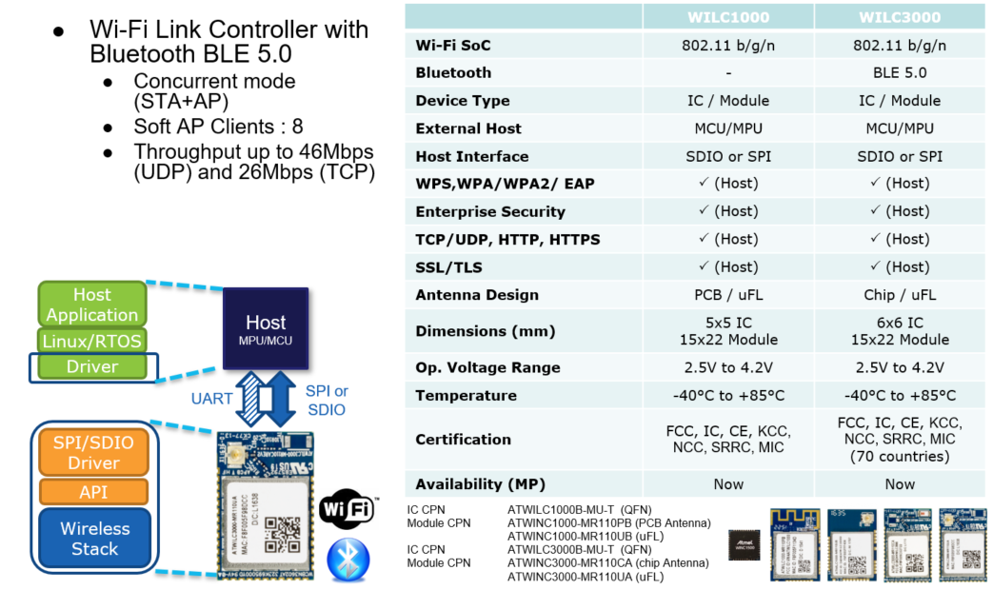 ● Wi-Fi Link Controller with
Bluetooth BLE 5.0
● Concurrent mode
(STA+AP)
● Soft AP Clients : 8
● Throughput up to 46Mbps
(UDP) and 26Mbps (TCP)
WILC1000 WILC3000
Wi-Fi SoC 802.11 b/g/n 802.11 b/g/n
Bluetooth - BLE 5.0
Device Type IC / Module IC / Module
External Host MCU/MPU MCU/MPU
Host Interface SDIO or SPI SDIO or SPI
WPS,WPA/WPA2/ EAP ✓ (Host) ✓ (Host)
Enterprise Security ✓ (Host) ✓ (Host)
TCP/UDP, HTTP, HTTPS ✓ (Host) ✓ (Host)
SSL/TLS ✓ (Host) ✓ (Host)
Antenna Design PCB / uFL Chip / uFL
Dimensions (mm) 5x5 IC 6x6 IC
15x22 Module 15x22 Module
Op. Voltage Range 2.5V to 4.2V 2.5V to 4.2V
Temperature -40°C to +85°C -40°C to +85°C
Certification FCC, IC, CE, KCC, FCC, IC, CE, KCC,
NCC, SRRC, MIC NCC, SRRC, MIC
(70 countries)
Availability (MP) Now Now
Host
Application
Linux/RTOS
Driver
Host
MPU/MCU
UART
SPI or
SDIO
SPI/SDIO
Driver
API
Wireless
Stack
ATWILC3000-MR110UA
MAC:F8F005F98DCC
D/C:L1638
Wi Fi
™
IC CPN ATWILC1000B-MU-T (QFN)
Module CPN ATWINC1000-MR110PB (PCB Antenna)
ATWINC1000-MR110UB (uFL)
IC CPN ATWILC3000B-MU-T (QFN)
Module CPN ATWINC3000-MR110CA (chip Antenna)
ATWINC3000-MR110UA (uFL)
Atmel